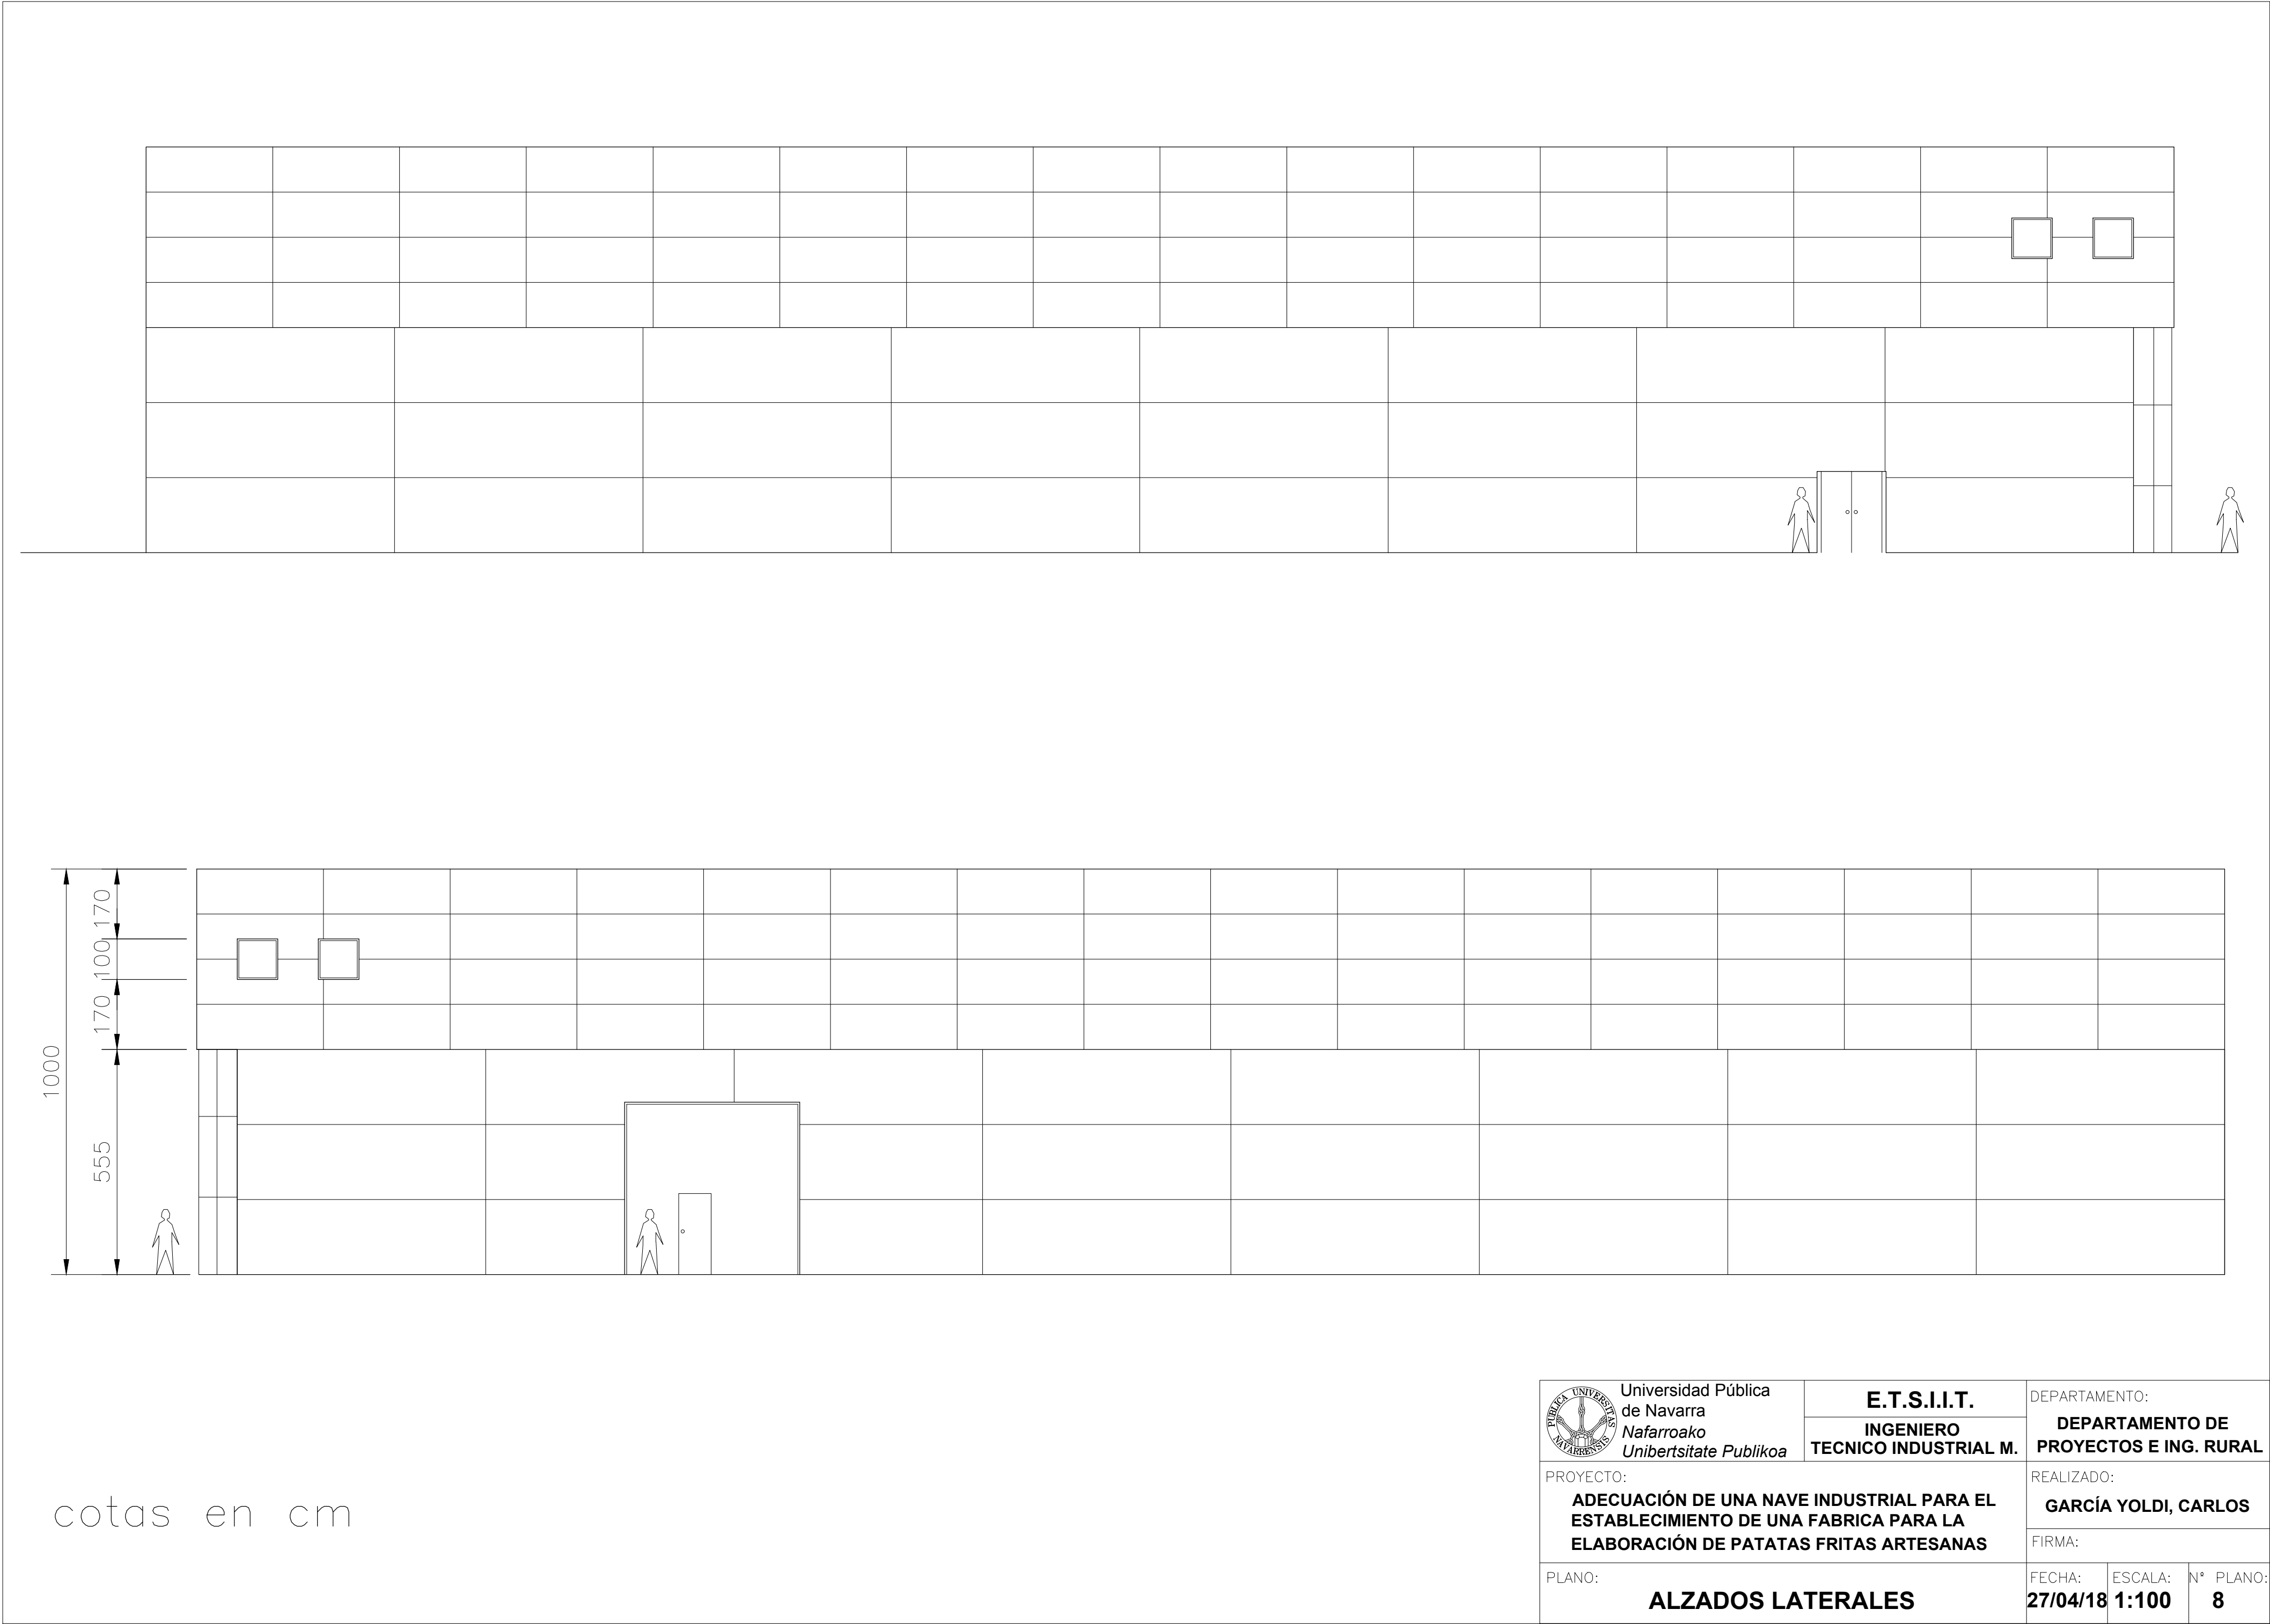 170
100
170
1000
555
cotas en cm
PUBLICA UNIVERSITAS NAVARRENSIS
Universidad Pública
de Navarra
Nafarroako
Unibertsitate Publikoa
E.T.S.I.I.T.
INGENIERO
TECNICO INDUSTRIAL M.
DEPARTAMENTO:
DEPARTAMENTO DE
PROYECTOS E ING. RURAL
PROYECTO:
ADECUACIÓN DE UNA NAVE INDUSTRIAL PARA EL
ESTABLECIMIENTO DE UNA FABRICA PARA LA
ELABORACIÓN DE PATATAS FRITAS ARTESANAS
REALIZADO:
GARCÍA YOLDI, CARLOS
FIRMA:
PLANO:
ALZADOS LATERALES
FECHA:
27/04/18
ESCALA:
1:100
N° PLANO:
8